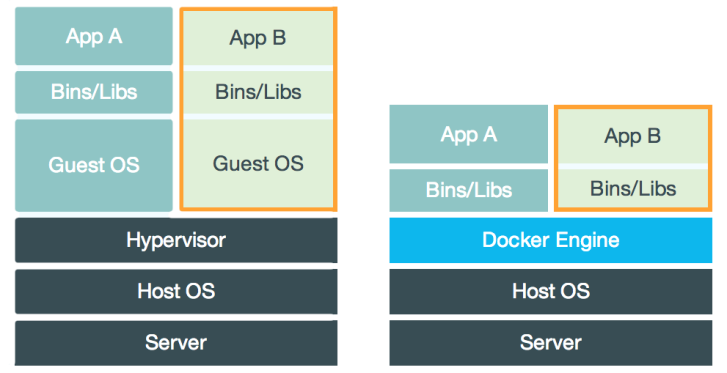 App A
App B
Bins/Libs
Bins/Libs
Guest OS
Guest OS
Hypervisor
Host OS
Server
App A
App B
Bins/Libs
Bins/Libs
Docker Engine
Host OS
Server